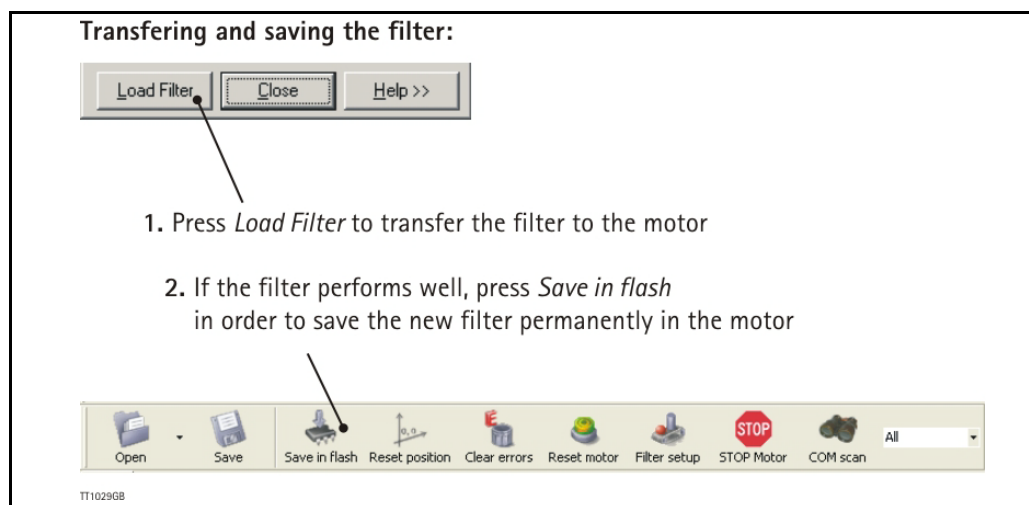 Transfering and saving the filter:
Load Filter Close Help >>
1. Press Load Filter to transfer the filter to the motor
2. If the filter performs well, press Save in flash
in order to save the new filter permanently in the motor
E 0,0 STOP All
Open Save Save in flash Reset position Clear errors Reset motor Filter setup STOP Motor COM scan
TT1029GB